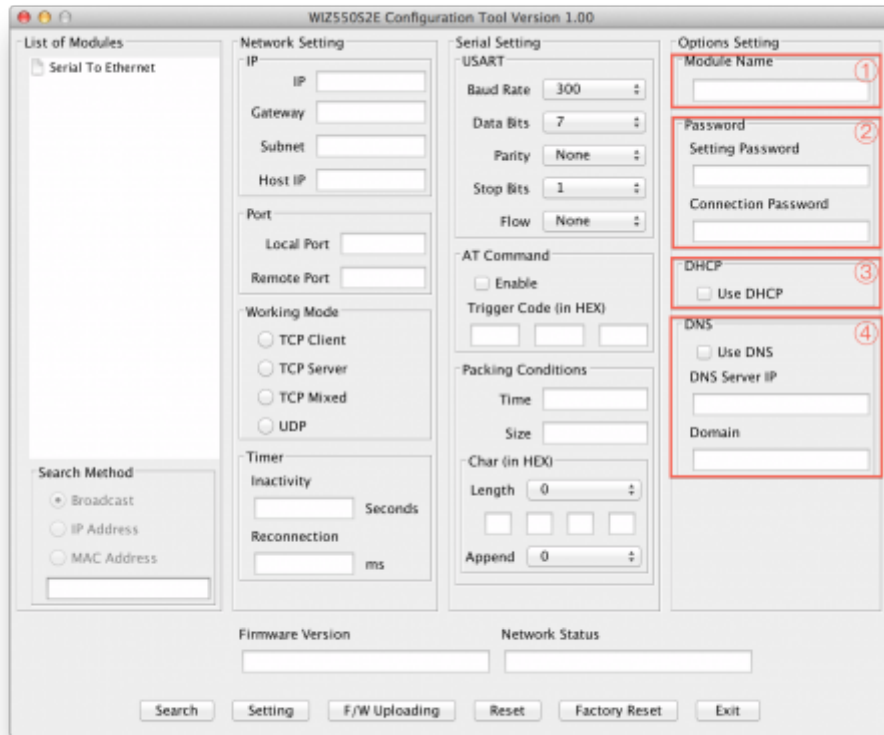 WIZ550S2E Configuration Tool Version 1.00
List of Modules
Serial To Ethernet
Search Method
Broadcast
IP Address
MAC Address
Network Setting
IP
IP
Gateway
Subnet
Host IP
Port
Local Port
Remote Port
Working Mode
TCP Client
TCP Server
TCP Mixed
UDP
Timer
Inactivity
Seconds
Reconnection
ms
Serial Setting
USART
Baud Rate 300
Data Bits 7
Parity None
Stop Bits 1
Flow None
AT Command
Enable
Trigger Code (in HEX)
Packing Conditions
Time
Size
Char (in HEX)
Length 0
Append 0
Options Setting
Module Name ①
Password ②
Setting Password
Connection Password
DHCP ③
Use DHCP
DNS ④
Use DNS
DNS Server IP
Domain
Firmware Version
Network Status
Search Setting F/W Uploading Reset Factory Reset Exit